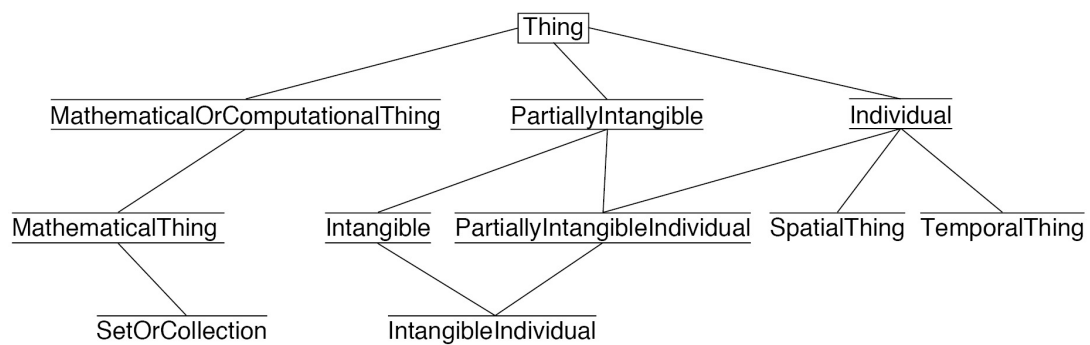 Thing
MathematicalOrComputationalThing PartiallyIntangible Individual
MathematicalThing Intangible PartiallyIntangibleIndividual SpatialThing TemporalThing
SetOrCollection IntangibleIndividual